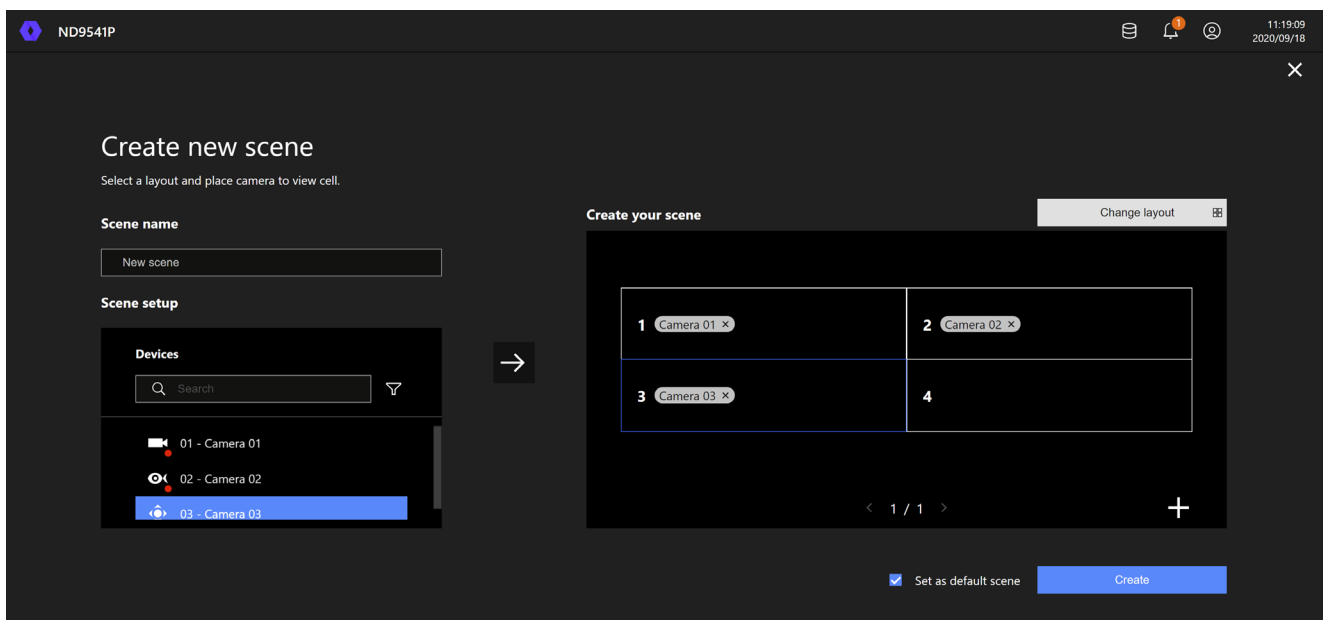 ND9541P
1
11:19:09
2020/09/18
Create new scene
Select a layout and place camera to view cell.
Scene name
New scene
Scene setup
Devices
Search
01 - Camera 01
02 - Camera 02
03 - Camera 03
Create your scene
Change layout
1 Camera 01 ×
2 Camera 02 ×
3 Camera 03 ×
4
< 1 / 1 >
Set as default scene
Create